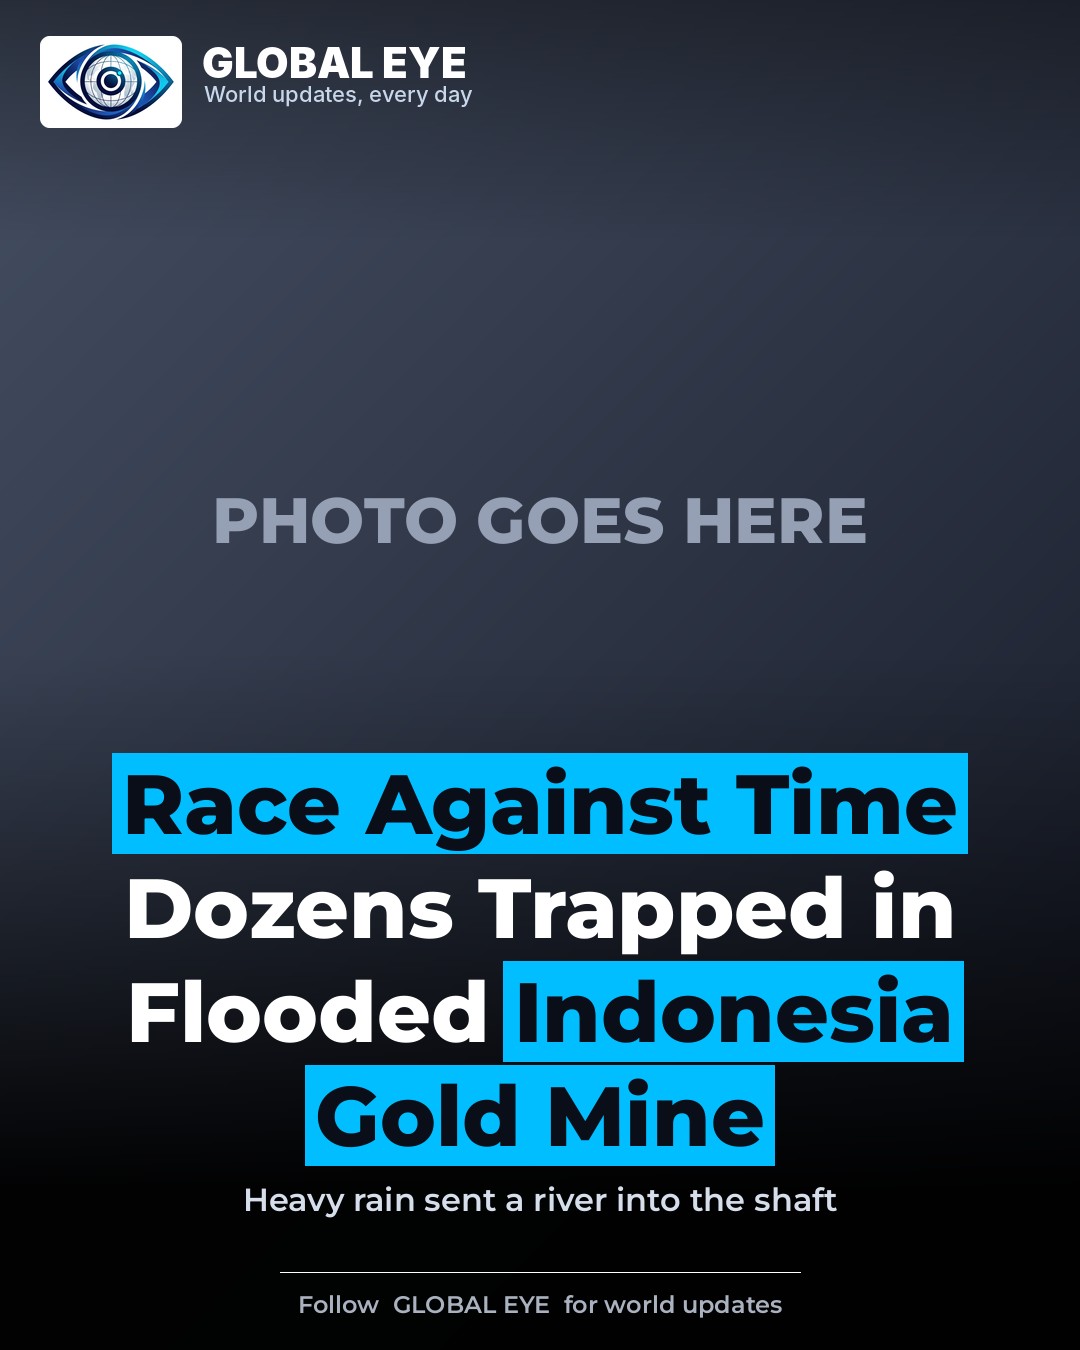 GLOBAL EYE
World updates, every day
PHOTO GOES HERE
Race Against Time
Dozens Trapped in
Flooded Indonesia
Gold Mine
Heavy rain sent a river into the shaft
Follow GLOBAL EYE for world updates